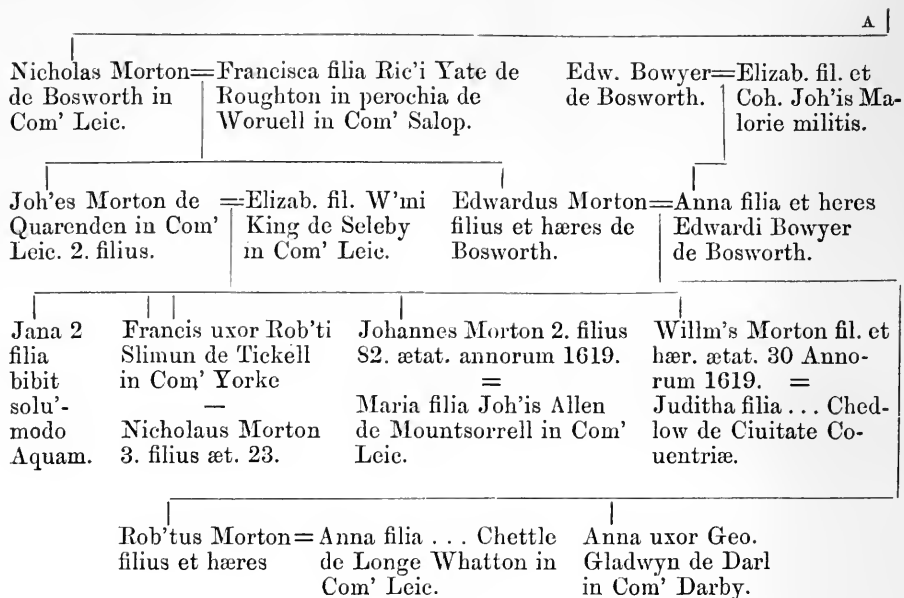 A
Nicholas Morton=Francisca filia Ric'i Yate de
de Bosworth in Roughton in perochia de
Com' Leic. Woruell in Com' Salop.
Edw. Bowyer=Elizab. fil. et
de Bosworth. Coh. Joh'is Ma-
lorie militis.
Joh'es Morton de =Elizab. fil. W'mi
Quarenden in Com' King de Seleby
Leic. 2. filius. in Com' Leic.
Edwardus Morton=Anna filia et heres
filius et hæres de Edwardi Bowyer
Bosworth. de Bosworth.
Jana 2
filia
bibit
solu'-
modo
Aquam.
Francis uxor Rob'ti
Slimun de Tickell
in Com' Yorke
—
Nicholaus Morton
3. filius æt. 23.
Johannes Morton 2. filius
S2. ætat. annorum 1619.
=
Maria filia Joh'is Allen
de Mountsorrell in Com'
Leic.
Willm's Morton fil. et
hær. ætat. 30 Anno-
rum 1619. =
Juditha filia ... Ched-
low de Ciuitate Co-
uentriæ.
Rob'tus Morton= Anna filia ... Chettle
filius et hæres de Longe Whatton in
Com' Leic.
Anna uxor Geo.
Gladwyn de Darl
in Com' Darby.